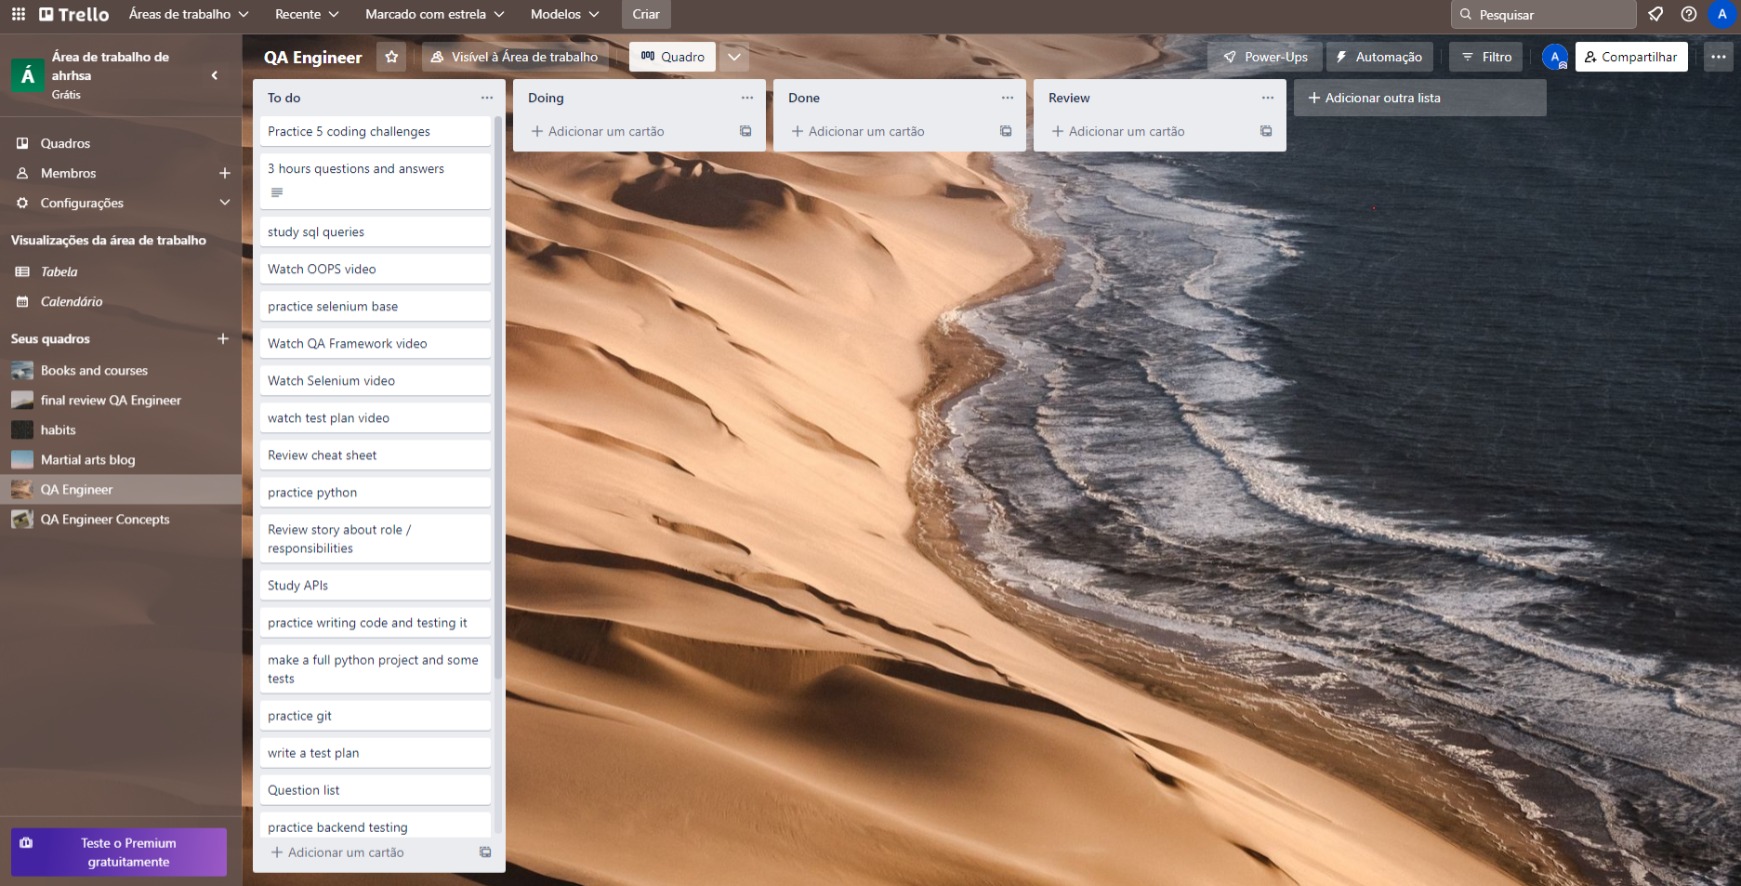 Trello
Áreas de trabalho
Recente
Marcado com estrela
Modelos
Criar
Pesquisar
A
Á
Área de trabalho de
ahrhsa
Grátis
Quadros
Membros
Configurações
Visualizações da área de trabalho
Tabela
Calendário
Seus quadros
Books and courses
final review QA Engineer
habits
Martial arts blog
QA Engineer
QA Engineer Concepts
Teste o Premium
gratuitamente
QA Engineer
Visível à Área de trabalho
Quadro
Power-Ups
Automação
Filtro
A
Compartilhar
To do
Practice 5 coding challenges
3 hours questions and answers
study sql queries
Watch OOPS video
practice selenium base
Watch QA Framework video
Watch Selenium video
watch test plan video
Review cheat sheet
practice python
Review story about role /
responsibilities
Study APIs
practice writing code and testing it
make a full python project and some
tests
practice git
write a test plan
Question list
practice backend testing
Adicionar um cartão
Doing
Adicionar um cartão
Done
Adicionar um cartão
Review
Adicionar um cartão
Adicionar outra lista